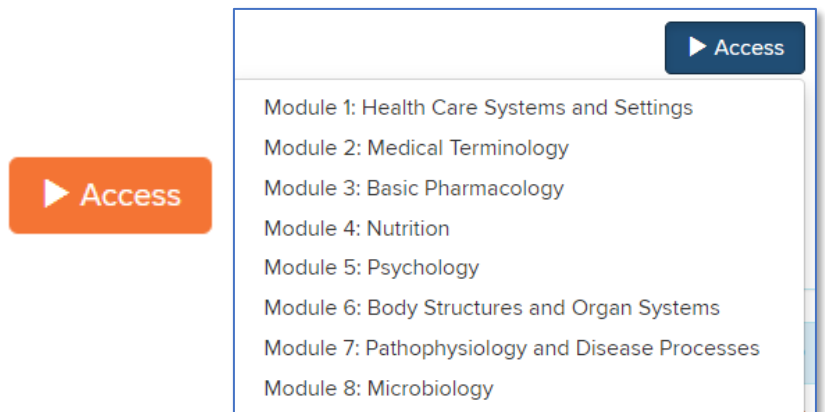 Access
Access
Module 1: Health Care Systems and Settings
Module 2: Medical Terminology
Module 3: Basic Pharmacology
Module 4: Nutrition
Module 5: Psychology
Module 6: Body Structures and Organ Systems
Module 7: Pathophysiology and Disease Processes
Module 8: Microbiology